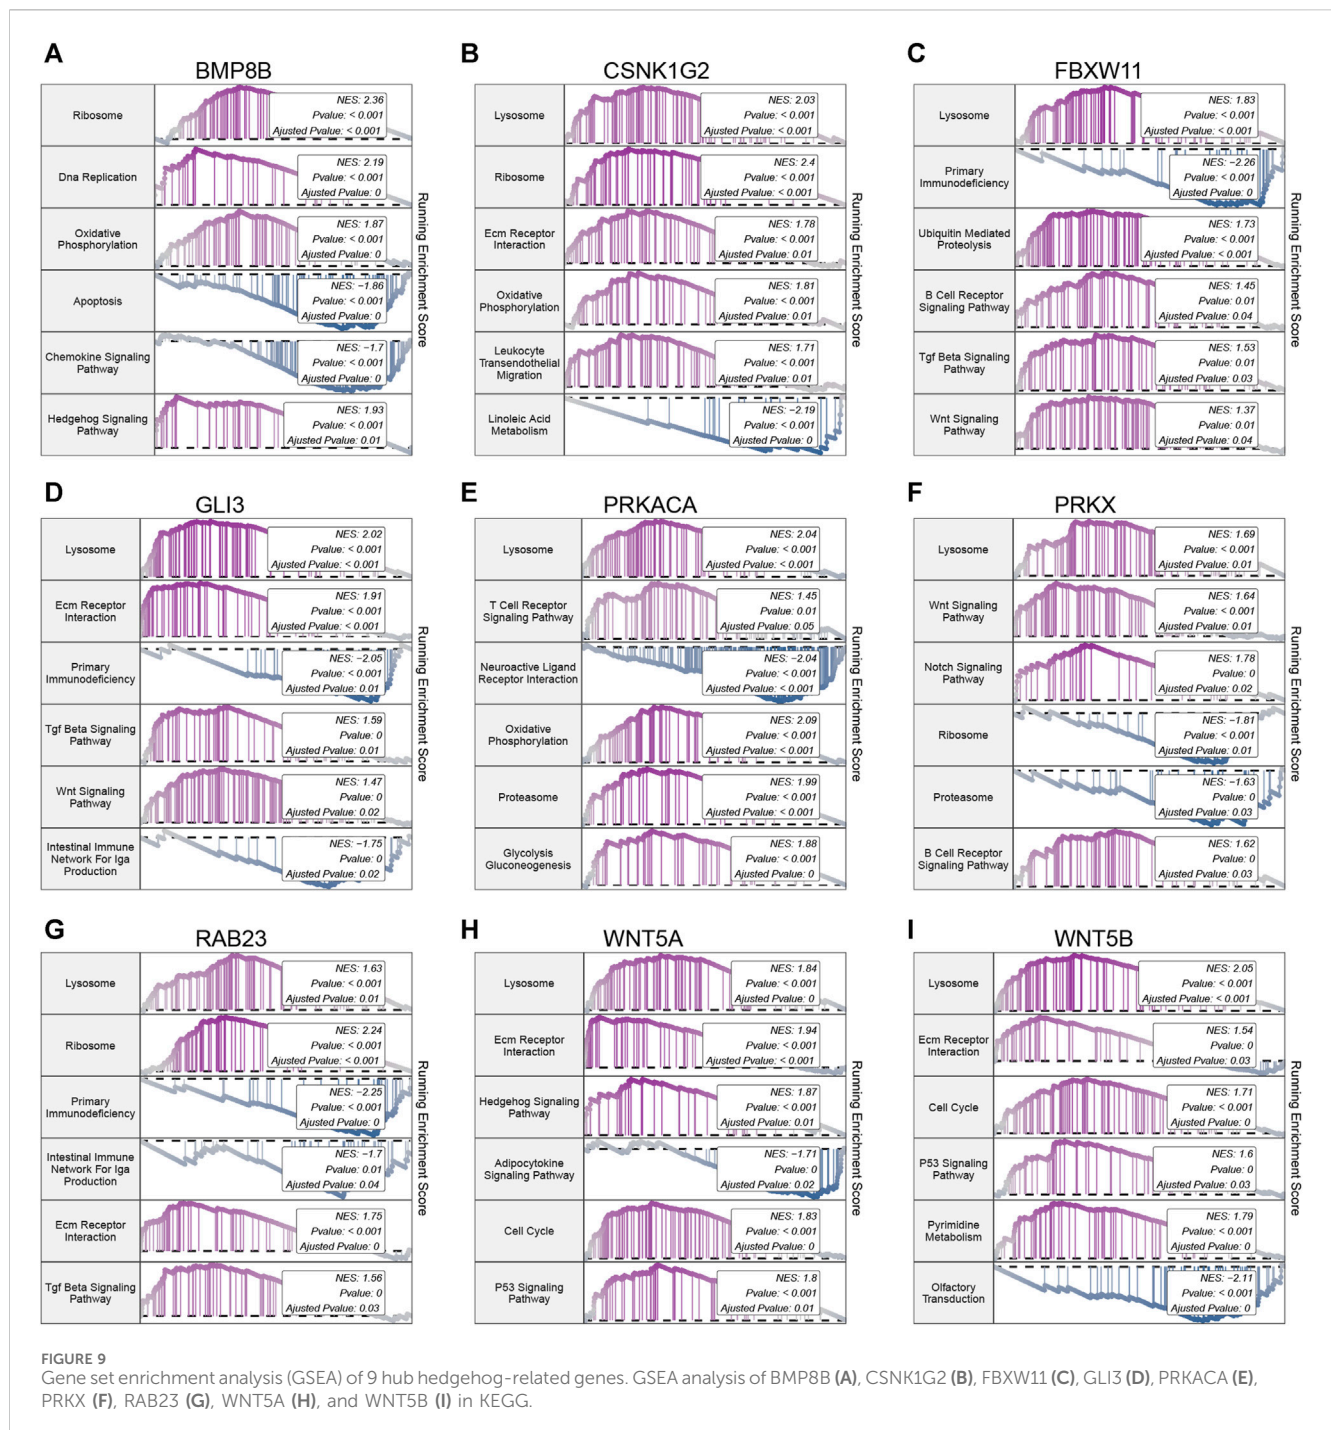 A
BMP8B
Ribosome
NES: 2.36
Pvalue: < 0.001
Ajusted Pvalue: < 0.001
Dna Replication
NES: 2.19
Pvalue: < 0.001
Ajusted Pvalue: 0
Oxidative
Phosphorylation
NES: 1.87
Pvalue: < 0.001
Ajusted Pvalue: 0
Apoptosis
NES: −1.86
Pvalue: < 0.001
Ajusted Pvalue: 0
Chemokine Signaling
Pathway
NES: −1.7
Pvalue: < 0.001
Ajusted Pvalue: 0
Hedgehog Signaling
Pathway
NES: 1.93
Pvalue: < 0.001
Ajusted Pvalue: 0.01
Running Enrichment Score
B
CSNK1G2
Lysosome
NES: 2.03
Pvalue: < 0.001
Ajusted Pvalue: < 0.001
Ribosome
NES: 2.4
Pvalue: < 0.001
Ajusted Pvalue: < 0.001
Ecm Receptor
Interaction
NES: 1.78
Pvalue: < 0.001
Ajusted Pvalue: 0.01
Oxidative
Phosphorylation
NES: 1.81
Pvalue: < 0.001
Ajusted Pvalue: 0.01
Leukocyte
Transendothelial
Migration
NES: 1.71
Pvalue: < 0.001
Ajusted Pvalue: 0.01
Linoleic Acid
Metabolism
NES: −2.19
Pvalue: < 0.001
Ajusted Pvalue: 0
Running Enrichment Score
C
FBXW11
Lysosome
NES: 1.83
Pvalue: < 0.001
Ajusted Pvalue: < 0.001
Primary
Immunodeficiency
NES: −2.26
Pvalue: < 0.001
Ajusted Pvalue: 0
Ubiquitin Mediated
Proteolysis
NES: 1.73
Pvalue: < 0.001
Ajusted Pvalue: < 0.001
B Cell Receptor
Signaling Pathway
NES: 1.45
Pvalue: 0.01
Ajusted Pvalue: 0.04
Tgf Beta Signaling
Pathway
NES: 1.53
Pvalue: 0.01
Ajusted Pvalue: 0.03
Wnt Signaling
Pathway
NES: 1.37
Pvalue: 0.01
Ajusted Pvalue: 0.04
Running Enrichment Score
D
GLI3
Lysosome
NES: 2.02
Pvalue: < 0.001
Ajusted Pvalue: < 0.001
Ecm Receptor
Interaction
NES: 1.91
Pvalue: < 0.001
Ajusted Pvalue: < 0.001
Primary
Immunodeficiency
NES: −2.05
Pvalue: < 0.001
Ajusted Pvalue: 0.01
Tgf Beta Signaling
Pathway
NES: 1.59
Pvalue: 0
Ajusted Pvalue: 0.01
Wnt Signaling
Pathway
NES: 1.47
Pvalue: 0
Ajusted Pvalue: 0.02
Intestinal Immune
Network For Iga
Production
NES: −1.75
Pvalue: 0
Ajusted Pvalue: 0.02
Running Enrichment Score
E
PRKACA
Lysosome
NES: 2.04
Pvalue: < 0.001
Ajusted Pvalue: < 0.001
T Cell Receptor
Signaling Pathway
NES: 1.45
Pvalue: 0.01
Ajusted Pvalue: 0.05
Neuroactive Ligand
Receptor Interaction
NES: −2.04
Pvalue: < 0.001
Ajusted Pvalue: < 0.001
Oxidative
Phosphorylation
NES: 2.09
Pvalue: < 0.001
Ajusted Pvalue: < 0.001
Proteasome
NES: 1.99
Pvalue: < 0.001
Ajusted Pvalue: < 0.001
Glycolysis
Gluconeogenesis
NES: 1.88
Pvalue: < 0.001
Ajusted Pvalue: 0
Running Enrichment Score
F
PRKX
Lysosome
NES: 1.69
Pvalue: < 0.001
Ajusted Pvalue: 0.01
Wnt Signaling
Pathway
NES: 1.64
Pvalue: < 0.001
Ajusted Pvalue: 0.01
Notch Signaling
Pathway
NES: 1.78
Pvalue: 0
Ajusted Pvalue: 0.02
Ribosome
NES: −1.81
Pvalue: < 0.001
Ajusted Pvalue: 0.01
Proteasome
NES: −1.63
Pvalue: 0
Ajusted Pvalue: 0.03
B Cell Receptor
Signaling Pathway
NES: 1.62
Pvalue: 0
Ajusted Pvalue: 0.03
Running Enrichment Score
G
RAB23
Lysosome
NES: 1.63
Pvalue: < 0.001
Ajusted Pvalue: 0.01
Ribosome
NES: 2.24
Pvalue: < 0.001
Ajusted Pvalue: < 0.001
Primary
Immunodeficiency
NES: −2.25
Pvalue: < 0.001
Ajusted Pvalue: 0
Intestinal Immune
Network For Iga
Production
NES: −1.7
Pvalue: 0.01
Ajusted Pvalue: 0.04
Ecm Receptor
Interaction
NES: 1.75
Pvalue: < 0.001
Ajusted Pvalue: 0
Tgf Beta Signaling
Pathway
NES: 1.56
Pvalue: 0
Ajusted Pvalue: 0.03
Running Enrichment Score
H
WNT5A
Lysosome
NES: 1.84
Pvalue: < 0.001
Ajusted Pvalue: 0
Ecm Receptor
Interaction
NES: 1.94
Pvalue: < 0.001
Ajusted Pvalue: < 0.001
Hedgehog Signaling
Pathway
NES: 1.87
Pvalue: < 0.001
Ajusted Pvalue: 0.01
Adipocytokine
Signaling Pathway
NES: −1.71
Pvalue: 0
Ajusted Pvalue: 0.02
Cell Cycle
NES: 1.83
Pvalue: < 0.001
Ajusted Pvalue: 0
P53 Signaling
Pathway
NES: 1.8
Pvalue: < 0.001
Ajusted Pvalue: 0.01
Running Enrichment Score
I
WNT5B
Lysosome
NES: 2.05
Pvalue: < 0.001
Ajusted Pvalue: < 0.001
Ecm Receptor
Interaction
NES: 1.54
Pvalue: 0
Ajusted Pvalue: 0.03
Cell Cycle
NES: 1.71
Pvalue: < 0.001
Ajusted Pvalue: 0
P53 Signaling
Pathway
NES: 1.6
Pvalue: 0
Ajusted Pvalue: 0.03
Pyrimidine
Metabolism
NES: 1.79
Pvalue: < 0.001
Ajusted Pvalue: 0
Olfactory
Transduction
NES: −2.11
Pvalue: < 0.001
Ajusted Pvalue: 0
Running Enrichment Score
FIGURE 9
Gene set enrichment analysis (GSEA) of 9 hub hedgehog-related genes. GSEA analysis of BMP8B (A), CSNK1G2 (B), FBXW11 (C), GLI3 (D), PRKACA (E),
PRKX (F), RAB23 (G), WNT5A (H), and WNT5B (I) in KEGG.